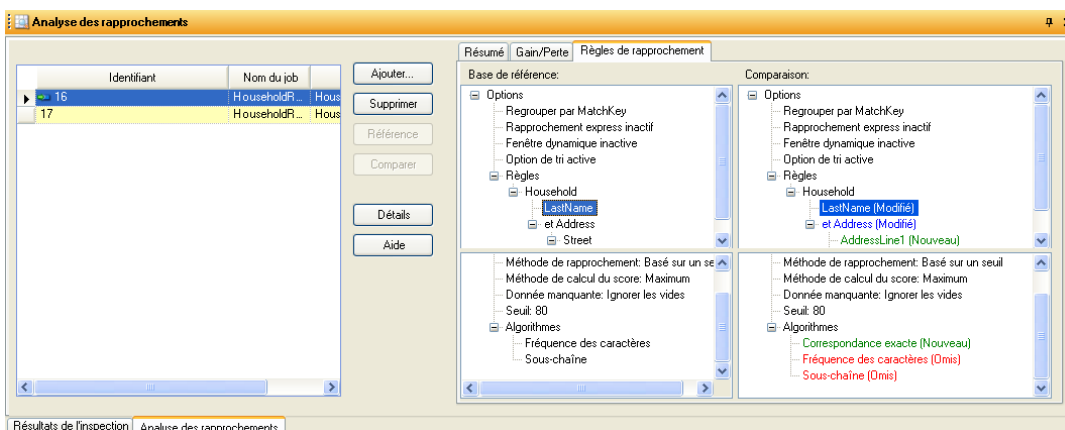 Analyse des rapprochements
Identifiant Nom du job
16 HouseholdR... Hous
17 HouseholdR... Hous
Ajouter...
Supprimer
Référence
Comparer
Détails
Aide
Résumé Gain/Perte Règles de rapprochement
Base de référence:
Options
Regrouper par MatchKey
Rapprochement express inactif
Fenêtre dynamique inactive
Option de tri active
Règles
Household
LastName
et Address
Street
Méthode de rapprochement: Basé sur un se
Méthode de calcul du score: Maximum
Donnée manquante: Ignorer les vides
Seuil: 80
Algorithmes
Fréquence des caractères
Sous-chaîne
Comparaison:
Options
Regrouper par MatchKey
Rapprochement express inactif
Fenêtre dynamique inactive
Option de tri active
Règles
Household
LastName (Modifié)
et Address (Modifié)
AddressLine1 (Nouveau)
Méthode de rapprochement: Basé sur un seuil
Méthode de calcul du score: Maximum
Donnée manquante: Ignorer les vides
Seuil: 80
Algorithmes
Correspondance exacte (Nouveau)
Fréquence des caractères (Omis)
Sous-chaîne (Omis)
Résultats de l'inspection Analyse des rapprochements